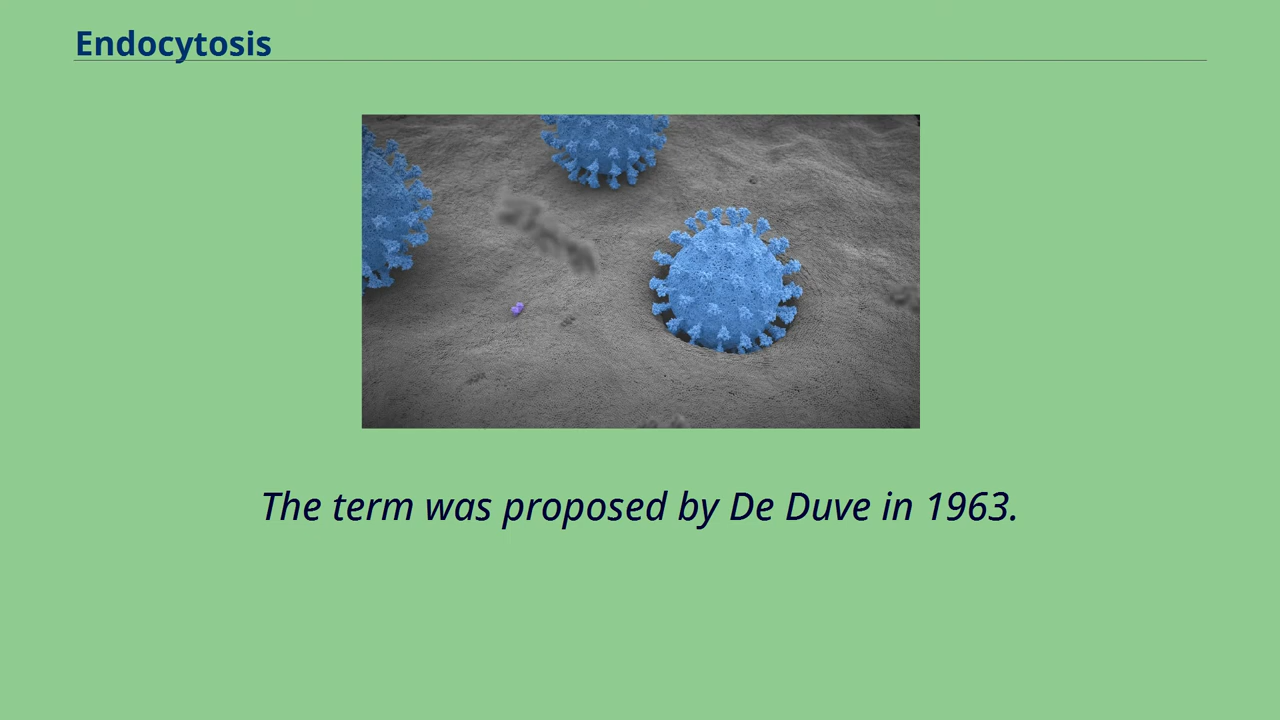 Endocytosis
The term was proposed by De Duve in 1963.